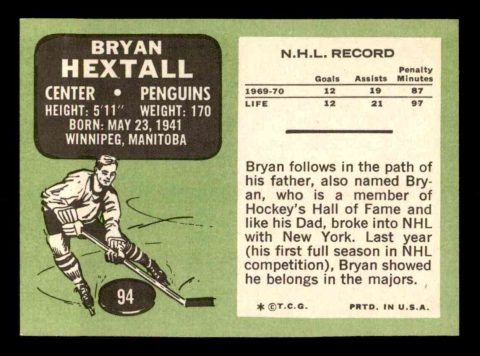 BRYAN
HEXTALL
CENTER • PENGUINS
HEIGHT: 5'11" WEIGHT: 170
BORN: MAY 23, 1941
WINNIPEG, MANITOBA
94
N.H.L. RECORD
Goals Assists Penalty Minutes
1969-70 12 19 87
LIFE 12 21 97
Bryan follows in the path of
his father, also named Bry-
an, who is a member of
Hockey's Hall of Fame and
like his Dad, broke into NHL
with New York. Last year
(his first full season in NHL
competition), Bryan showed
he belongs in the majors.
* © T.C.G. PRTD. IN U.S.A.